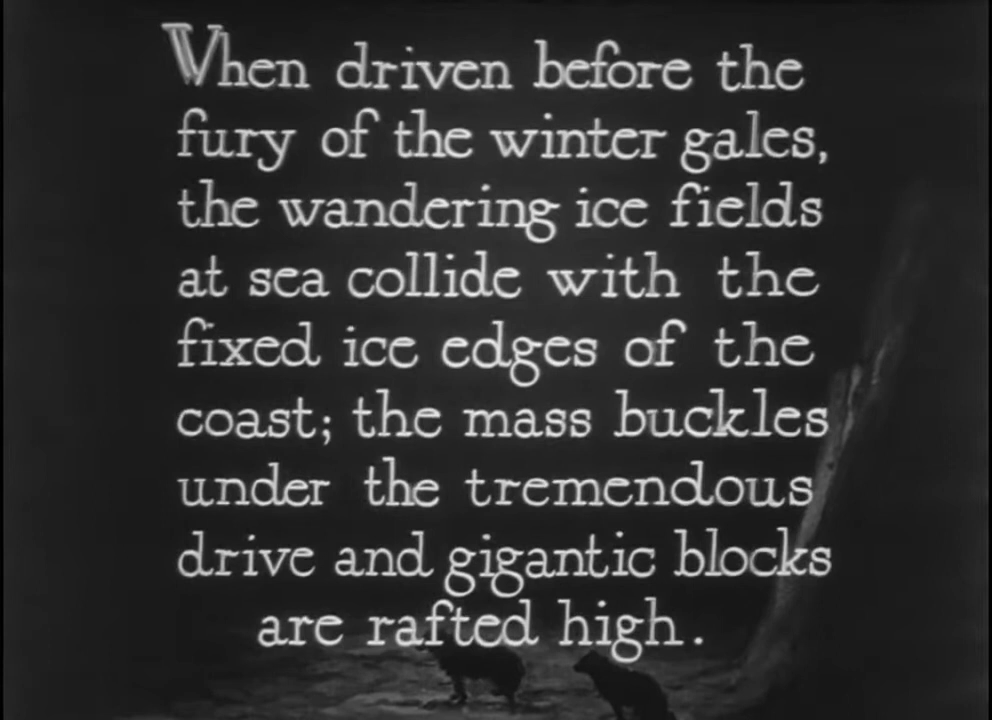 When driven before the
fury of the winter gales,
the wandering ice fields
at sea collide with the
fixed ice edges of the
coast; the mass buckles
under the tremendous
drive and gigantic blocks
are rafted high.